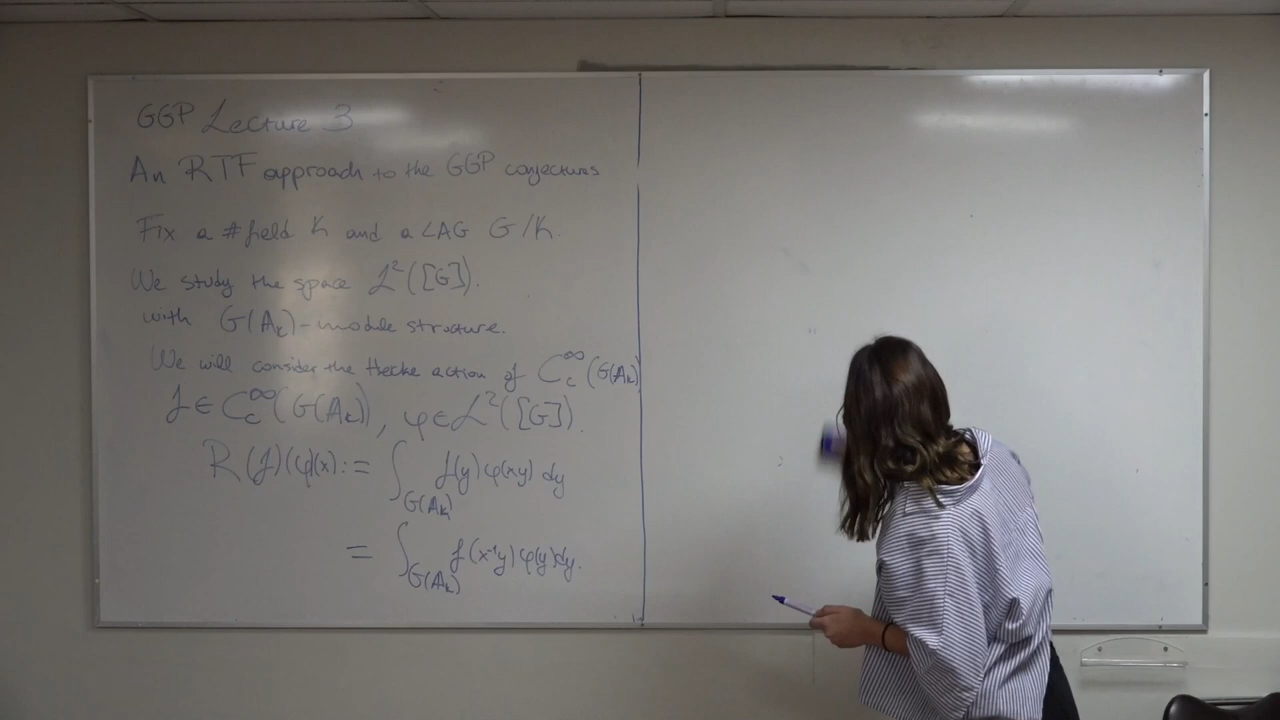 GGP Lecture 3
An RTF approach to the GGP conjectures
Fix a # field K and a LAG G/K.
We study the space L²([G]).
with G(A_K)-module structure.
We will consider the Hecke action of C_c^∞(G(A_K)
f ∈ C_c^∞(G(A_K)), φ ∈ L²([G]).
R(f)(φ)(x) := ∫_{G(A_K)} f(y) φ(xy) dy
= ∫_{G(A_K)} f(x⁻¹y) φ(y) dy.